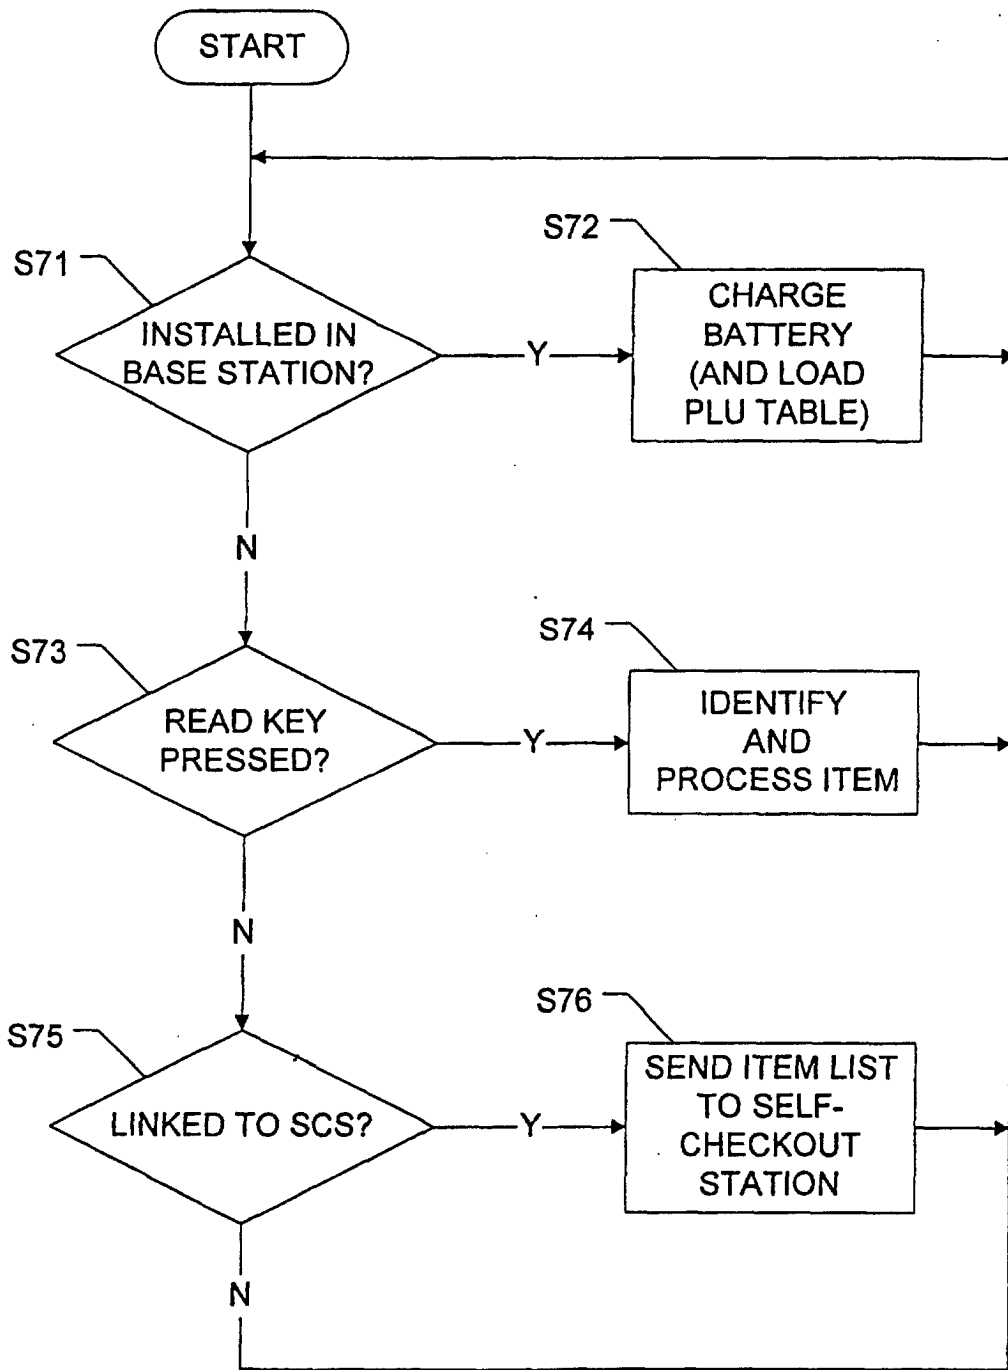 START
S71
INSTALLED IN
BASE STATION?
Y
S72
CHARGE
BATTERY
(AND LOAD
PLU TABLE)
N
S73
READ KEY
PRESSED?
Y
S74
IDENTIFY
AND
PROCESS ITEM
N
S75
LINKED TO SCS?
Y
S76
SEND ITEM LIST
TO SELF-
CHECKOUT
STATION
N